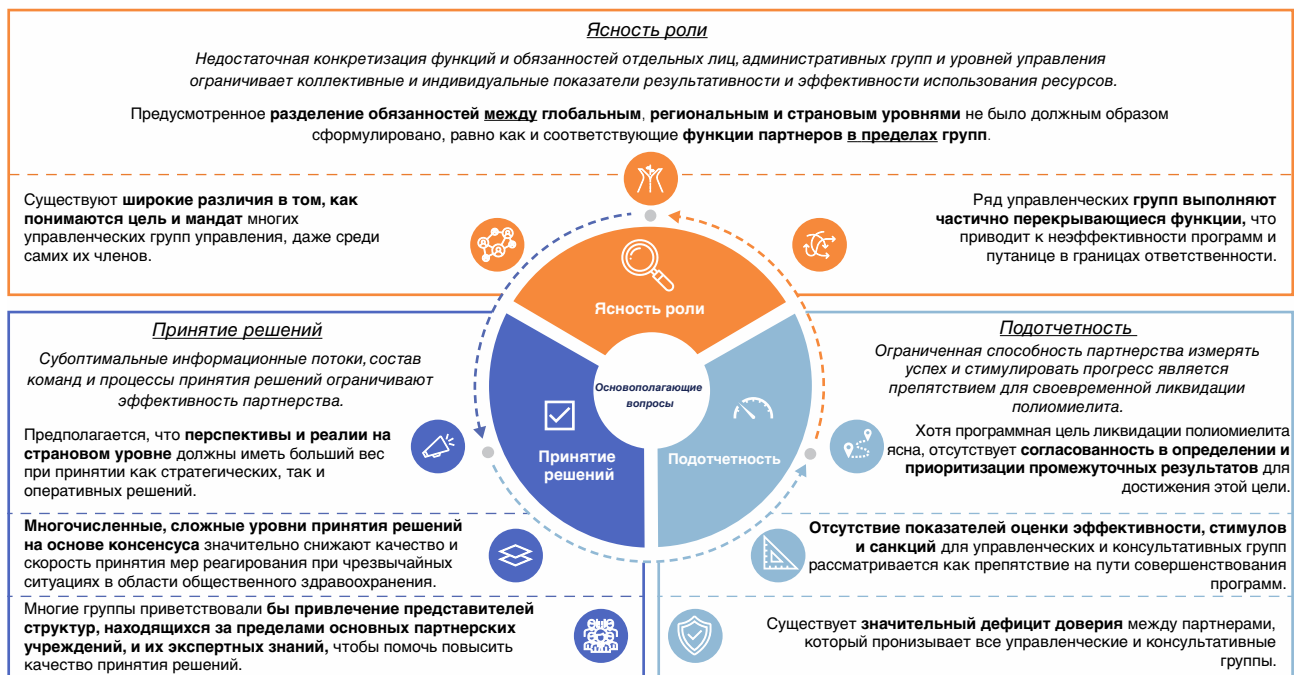 Ясность роли
Недостаточная конкретизация функций и обязанностей отдельных лиц, административных групп и уровней управления
ограничивает коллективные и индивидуальные показатели результативности и эффективности использования ресурсов.
Предусмотренное разделение обязанностей между глобальным, региональным и страновым уровнями не было должным образом
сформулировано, равно как и соответствующие функции партнеров в пределах групп.
Существуют широкие различия в том, как
понимаются цель и мандат многих
управленческих групп управления, даже среди
самих их членов.
Ряд управленческих групп выполняют
частично перекрывающиеся функции, что
приводит к неэффективности программ и
путанице в границах ответственности.
Ясность роли
Основополагающие
вопросы
Принятие
решений
Подотчетность
Принятие решений
Субоптимальные информационные потоки, состав
команд и процессы принятия решений ограничивают
эффективность партнерства.
Предполагается, что перспективы и реалии на
страновом уровне должны иметь больший вес
при принятии как стратегических, так и
оперативных решений.
Многочисленные, сложные уровни принятия решений
на основе консенсуса значительно снижают качество и
скорость принятия мер реагирования при чрезвычайных
ситуациях в области общественного здравоохранения.
Многие группы приветствовали бы привлечение представителей
структур, находящихся за пределами основных партнерских
учреждений, и их экспертных знаний, чтобы помочь повысить
качество принятия решений.
Подотчетность
Ограниченная способность партнерства измерять
успех и стимулировать прогресс является
препятствием для своевременной ликвидации
полиомиелита.
Хотя программная цель ликвидации полиомиелита
ясна, отсутствует согласованность в определении и
приоритизации промежуточных результатов для
достижения этой цели.
Отсутствие показателей оценки эффективности, стимулов
и санкций для управленческих и консультативных групп
рассматривается как препятствие на пути совершенствования
программ.
Существует значительный дефицит доверия между партнерами,
который пронизывает все управленческие и консультативные
группы.